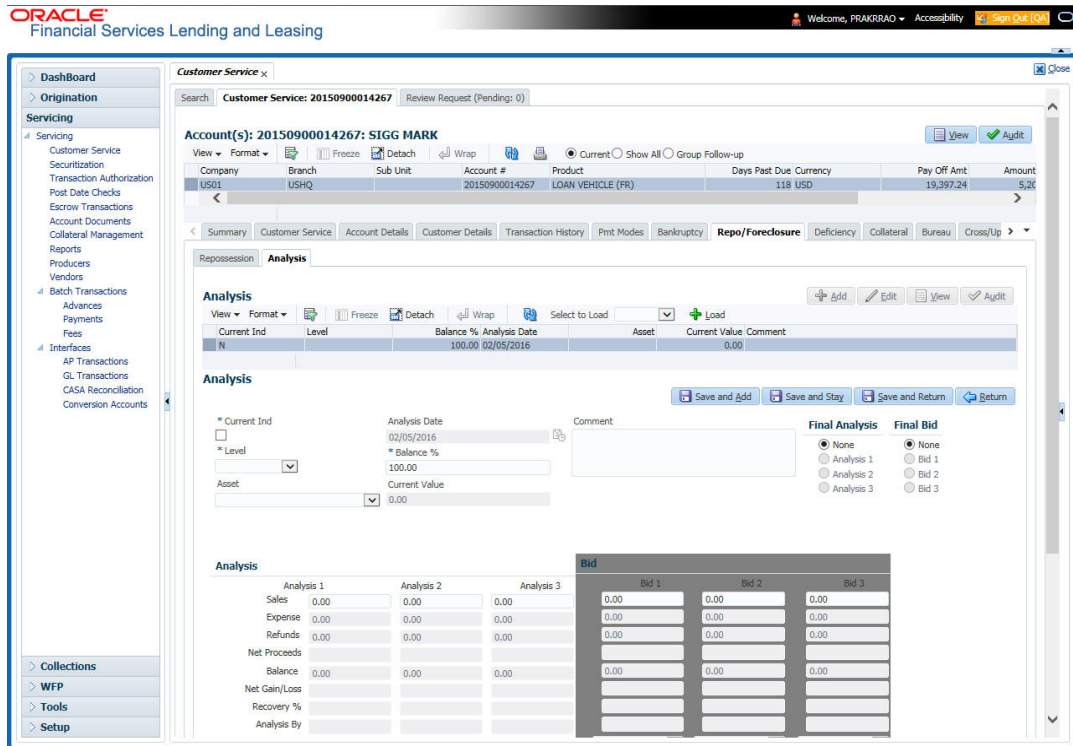 ORACLE
Financial Services Lending and Leasing
Welcome, PRAKRRAO Accessibility Sign Out [QA]
Close
DashBoard
Origination
Servicing
Servicing
Customer Service
Securitization
Transaction Authorization
Post Date Checks
Escrow Transactions
Account Documents
Collateral Management
Reports
Producers
Vendors
Batch Transactions
Advances
Payments
Fees
Interfaces
AP Transactions
GL Transactions
CASA Reconciliation
Conversion Accounts
Collections
WFP
Tools
Setup
Customer Service x
Search Customer Service: 20150900014267 Review Request (Pending: 0)
Account(s): 20150900014267: SIGG MARK
View Audit
View Format Freeze Detach Wrap Current Show All Group Follow-up
Company Branch Sub Unit Account # Product Days Past Due Currency Pay Off Amt Amount
US01 USHQ 20150900014267 LOAN VEHICLE (FR) 118 USD 19,397.24 5,20
Summary Customer Service Account Details Customer Details Transaction History Pmt Modes Bankruptcy Repo/Foreclosure Deficiency Collateral Bureau Cross/Up
Repossession Analysis
Analysis
Add Edit View Audit
View Format Freeze Detach Wrap Select to Load Load
Current Ind Level Balance % Analysis Date Asset Current Value Comment
N 100.00 02/05/2016 0.00
Analysis
Save and Add Save and Stay Save and Return Return
* Current Ind Analysis Date Comment Final Analysis Final Bid
02/05/2016
None None
* Level * Balance %
Analysis 1 Bid 1
100.00
Analysis 2 Bid 2
Asset Current Value
Analysis 3 Bid 3
0.00
Analysis Bid
Analysis 1 Analysis 2 Analysis 3 Bid 1 Bid 2 Bid 3
Sales 0.00 0.00 0.00 0.00 0.00 0.00
Expense 0.00 0.00 0.00 0.00 0.00 0.00
Refunds 0.00 0.00 0.00 0.00 0.00 0.00
Net Proceeds
Balance 0.00 0.00 0.00 0.00 0.00 0.00
Net Gain/Loss
Recovery %
Analysis By